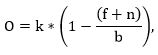 O = k * (1 − (f + n)/b),